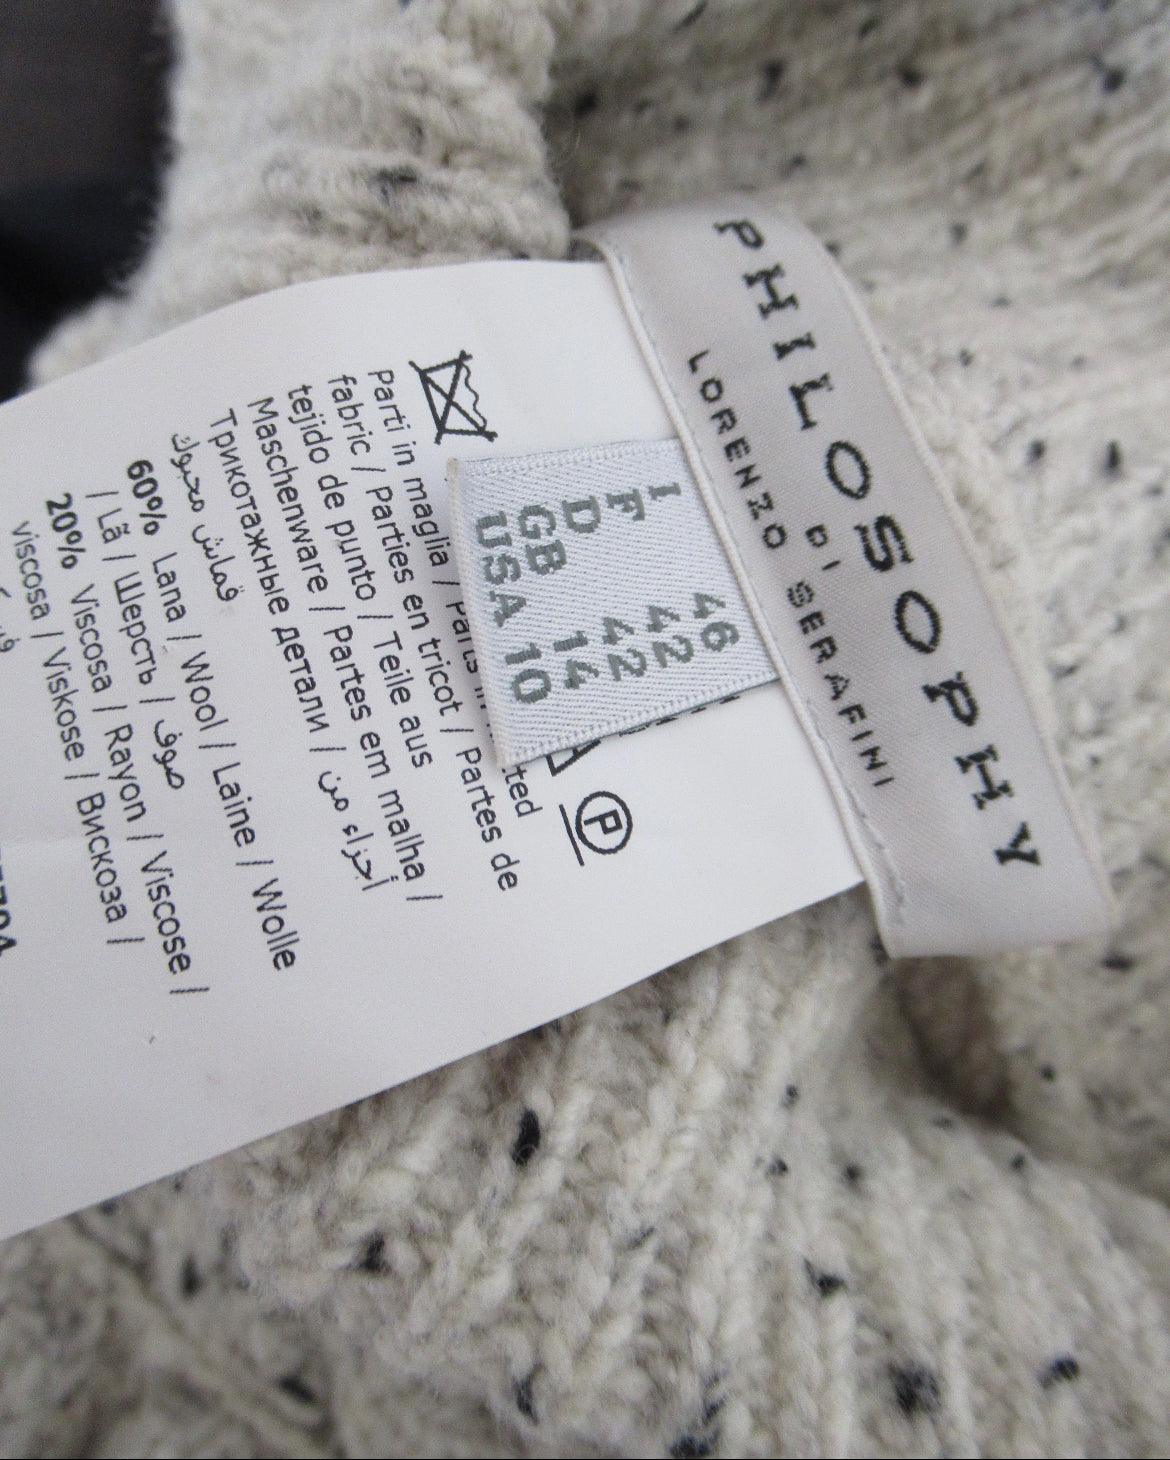 PHILOSOPHY
DI
LORENZO SERAFINI
I 46
F 42
D 42
GB 14
USA 10
P
Parti in maglia / Parts in
ted
fabric / Parties en tricot / Partes de
tejido de punto / Teile aus
Maschenware / Partes em malha /
Трикотажные детали / أجزاء من
قماش محبوك
60% Lana / Wool / Laine / Wolle
/ Lã / Шерсть / صوف
20% Viscosa / Rayon / Viscose /
viscosa / Viskose / Вискоза /